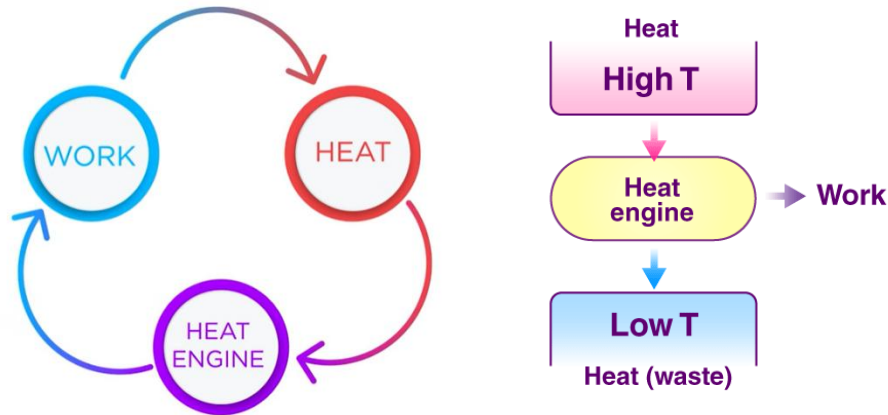 WORK
HEAT
HEAT
ENGINE
Heat
High T
Heat
engine
Work
Low T
Heat (waste)